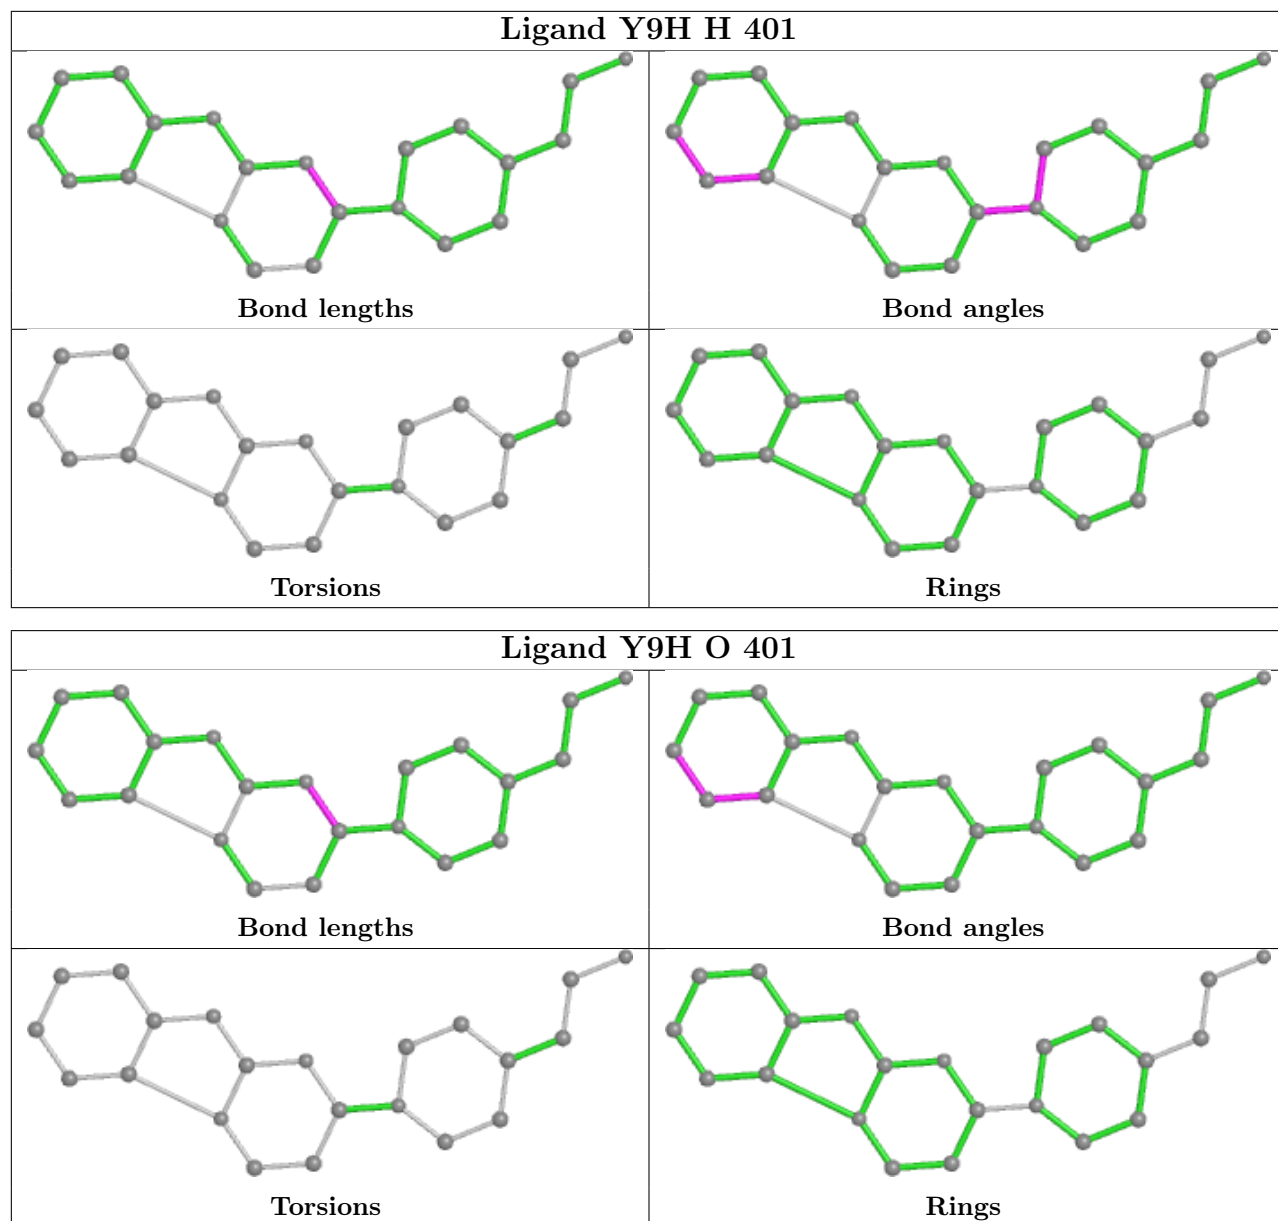 Ligand Y9H H 401
Bond lengths
Bond angles
Torsions
Rings
Ligand Y9H O 401
Bond lengths
Bond angles
Torsions
Rings